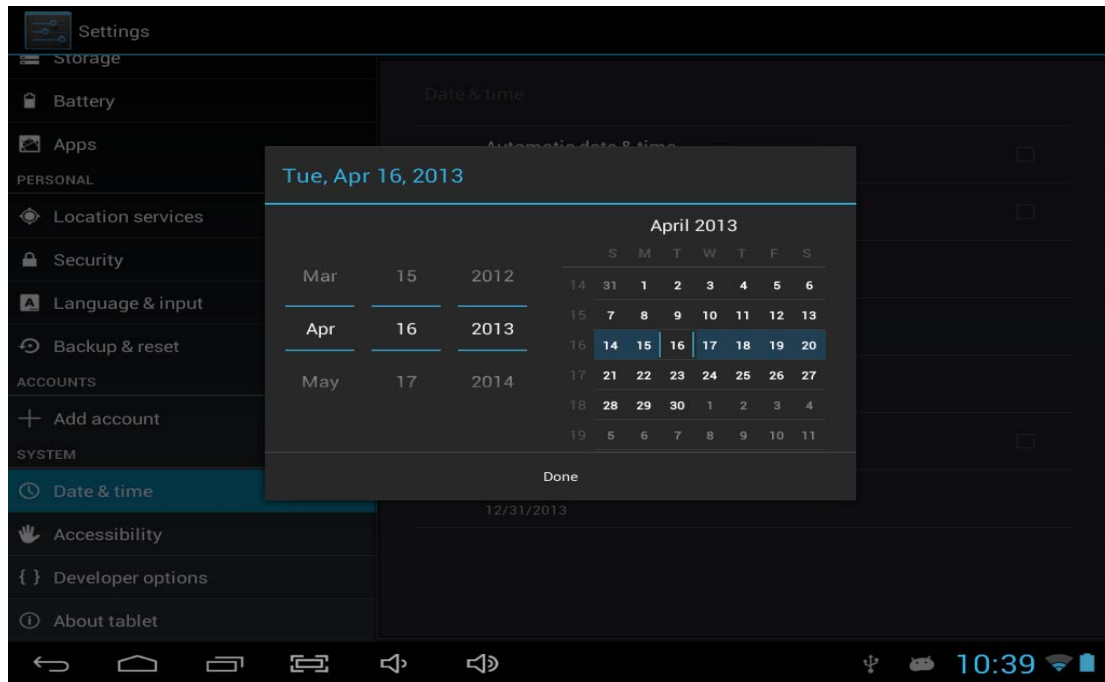 Settings
Storage
Battery
Apps
PERSONAL
Location services
Security
Language & input
Backup & reset
ACCOUNTS
Add account
SYSTEM
Date & time
Accessibility
{ } Developer options
About tablet
Date & time
Automatic date & time
Tue, Apr 16, 2013
Mar 15 2012
Apr 16 2013
May 17 2014
April 2013
S M T W T F S
14 31 1 2 3 4 5 6
15 7 8 9 10 11 12 13
16 14 15 16 17 18 19 20
17 21 22 23 24 25 26 27
18 28 29 30 1 2 3 4
19 5 6 7 8 9 10 11
Done
12/31/2013
10:39